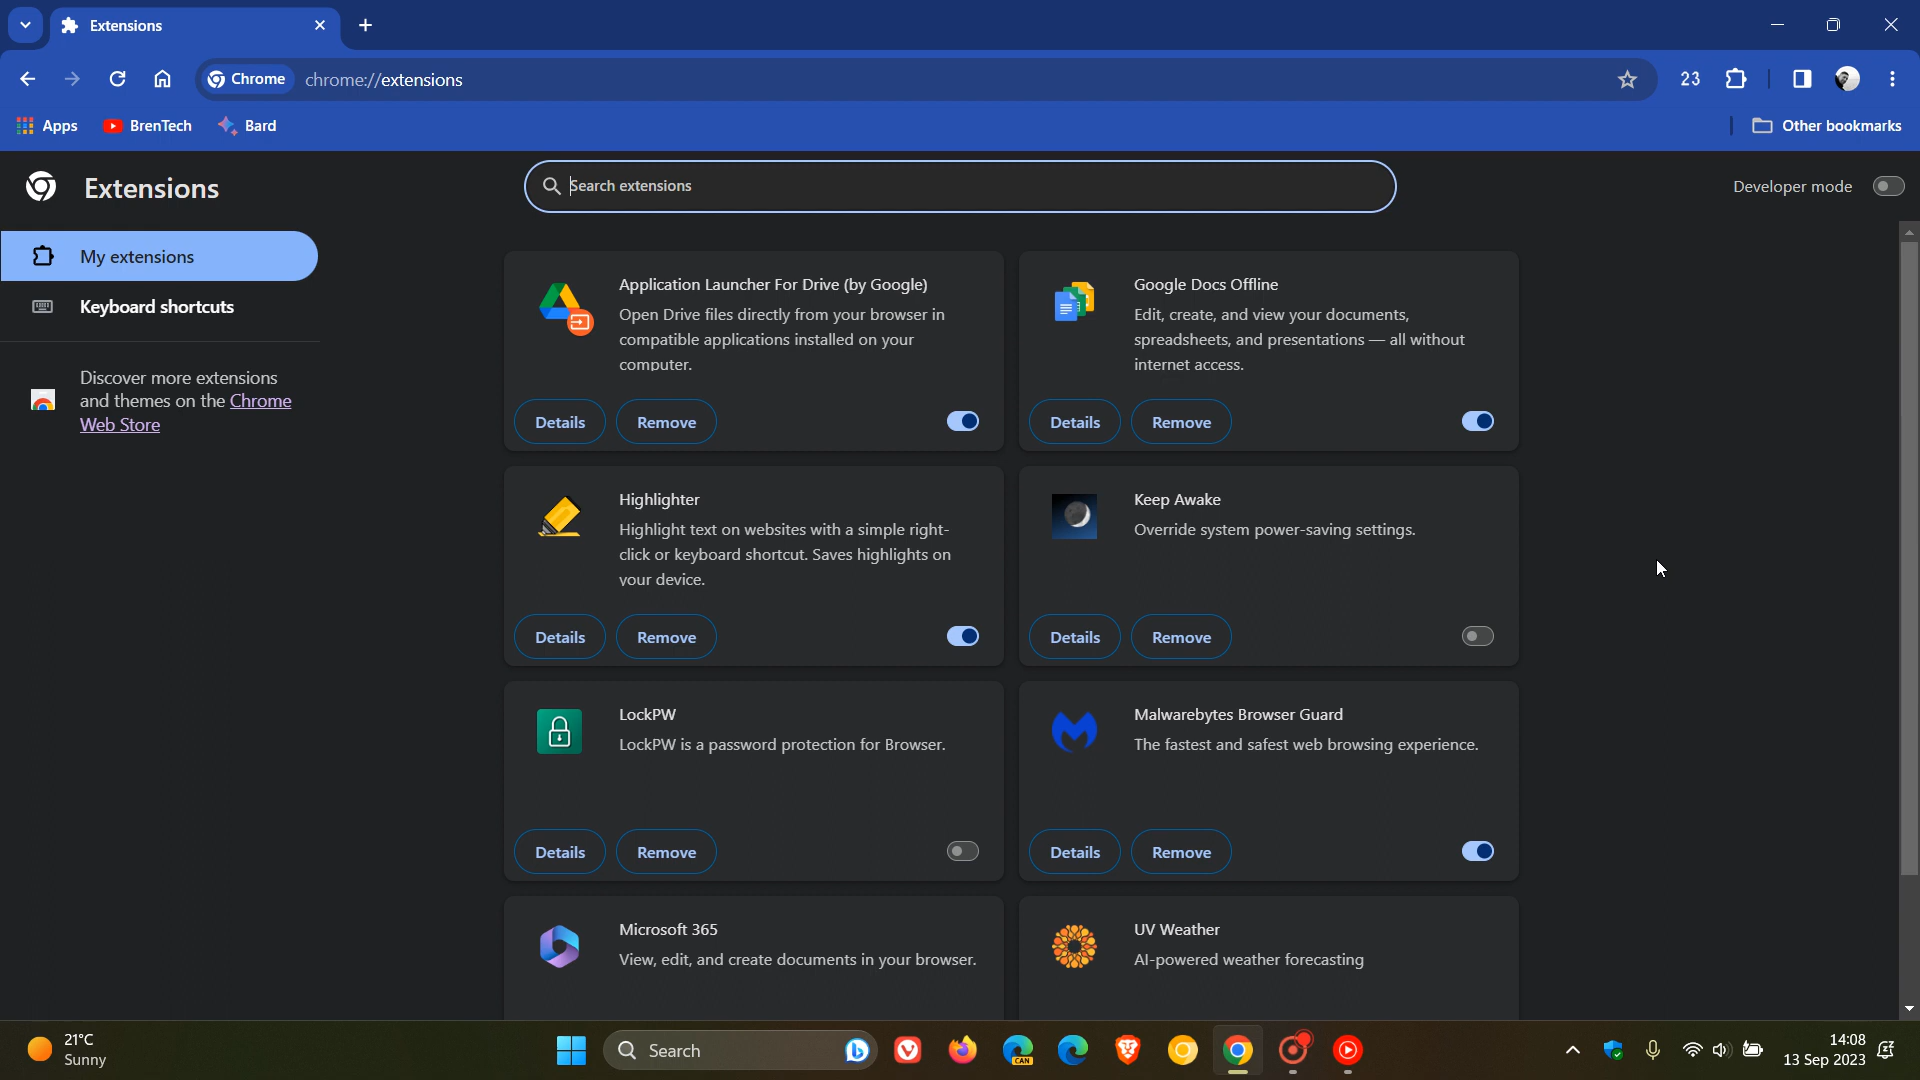 Extensions
Chrome
chrome://extensions
23
Apps
BrenTech
Bard
Other bookmarks
Extensions
Search extensions
Developer mode
My extensions
Keyboard shortcuts
Discover more extensions
and themes on the Chrome
Web Store
Application Launcher For Drive (by Google)
Open Drive files directly from your browser in
compatible applications installed on your
computer.
Details
Remove
Google Docs Offline
Edit, create, and view your documents,
spreadsheets, and presentations — all without
internet access.
Details
Remove
Highlighter
Highlight text on websites with a simple right-
click or keyboard shortcut. Saves highlights on
your device.
Details
Remove
Keep Awake
Override system power-saving settings.
Details
Remove
LockPW
LockPW is a password protection for Browser.
Details
Remove
Malwarebytes Browser Guard
The fastest and safest web browsing experience.
Details
Remove
Microsoft 365
View, edit, and create documents in your browser.
UV Weather
AI-powered weather forecasting
21°C
Sunny
Search
CAN
14:08
13 Sep 2023